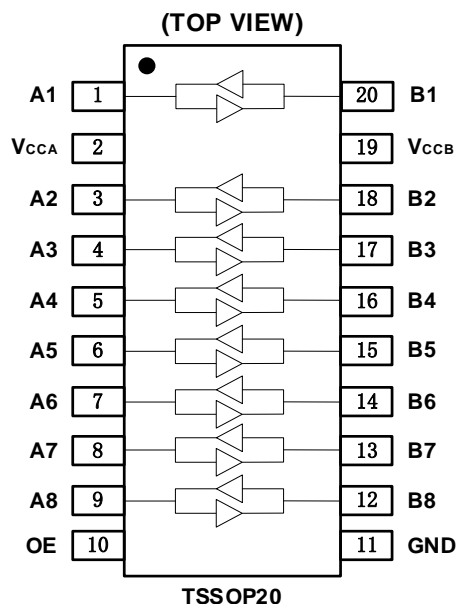 (TOP VIEW)
A1 1 20 B1
VCCA 2 19 VCCB
A2 3 18 B2
A3 4 17 B3
A4 5 16 B4
A5 6 15 B5
A6 7 14 B6
A7 8 13 B7
A8 9 12 B8
OE 10 11 GND
TSSOP20